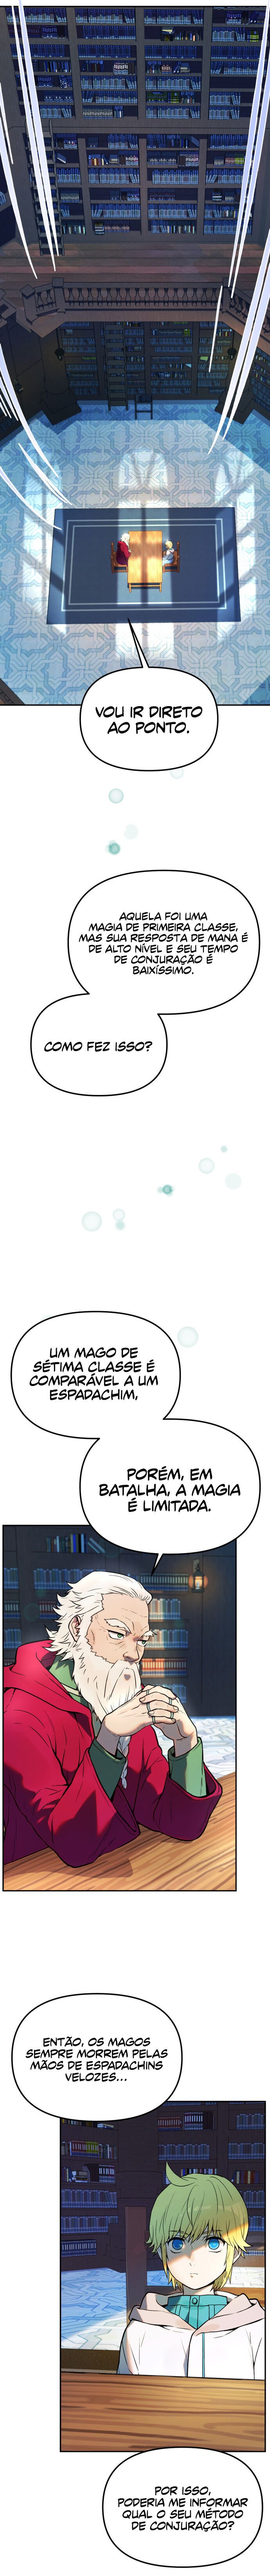 VOU IR DIRETO
AO PONTO.
AQUELA FOI UMA
MAGIA DE PRIMEIRA CLASSE,
MAS SUA RESPOSTA DE MANA É
DE ALTO NÍVEL E SEU TEMPO
DE CONJURAÇÃO É
BAIXÍSSIMO.
COMO FEZ ISSO?
UM MAGO DE
SÉTIMA CLASSE É
COMPARÁVEL A UM
ESPADACHIM,
PORÉM, EM
BATALHA, A MAGIA
É LIMITADA.
ENTÃO, OS MAGOS
SEMPRE MORREM PELAS
MÃOS DE ESPADACHINS
VELOZES...
POR ISSO,
PODERIA ME INFORMAR
QUAL O SEU MÉTODO
DE CONJURAÇÃO?